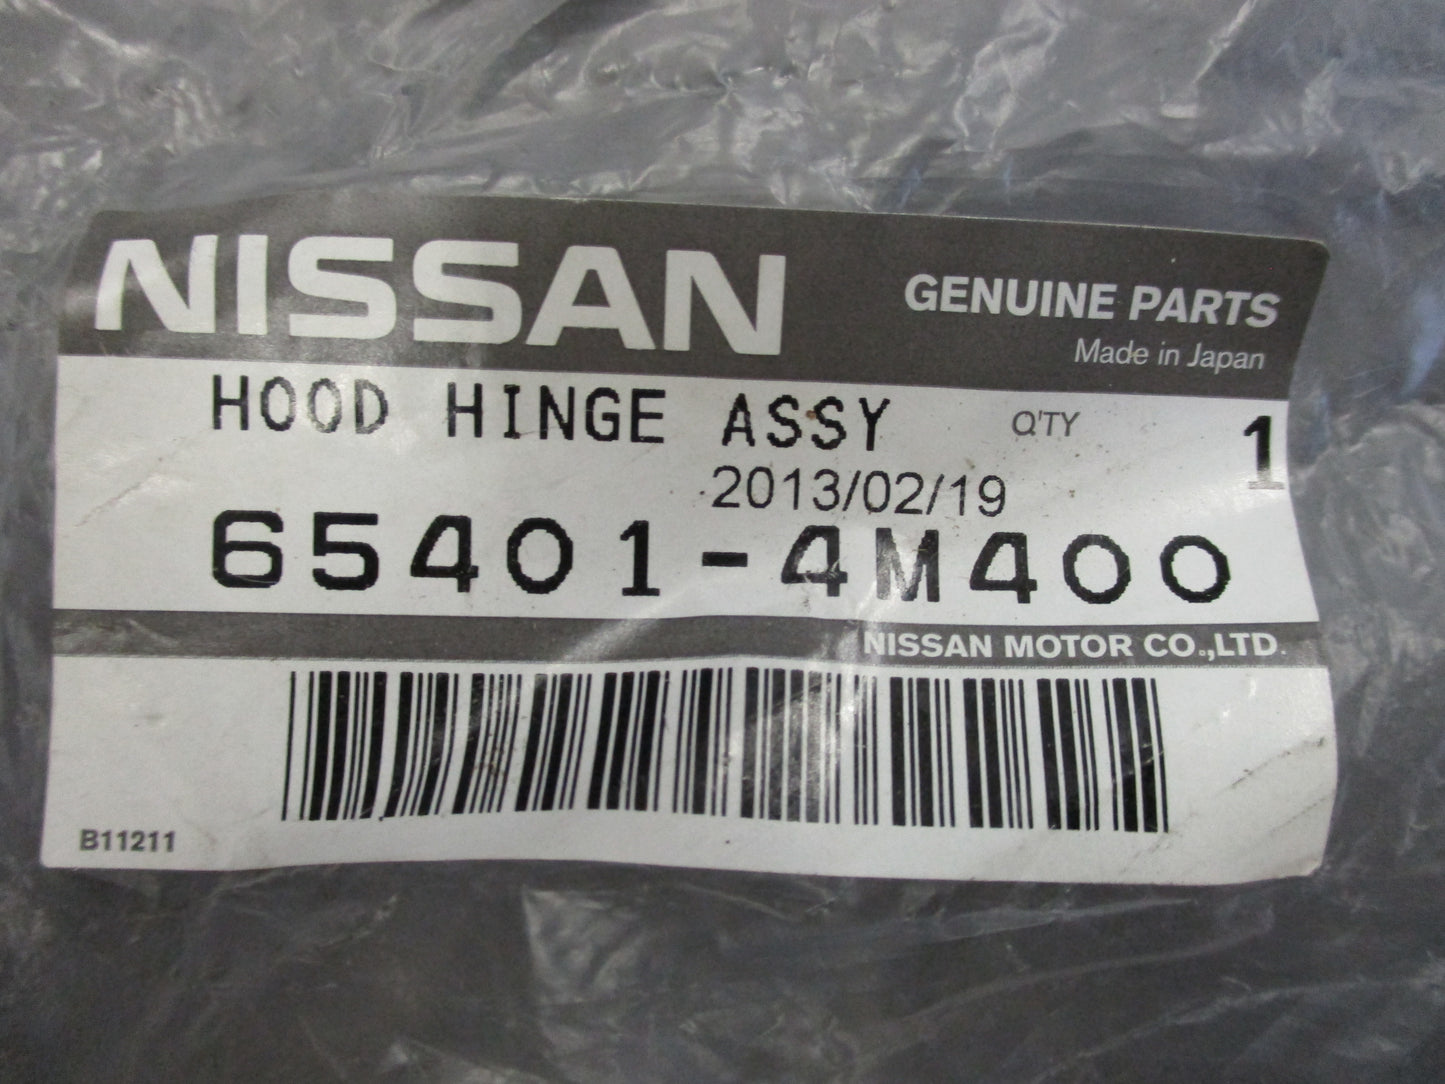 NISSAN
GENUINE PARTS
Made in Japan
HOOD HINGE ASSY Q'TY 1
2013/02/19
65401-4M400
NISSAN MOTOR CO.,LTD.
B11211